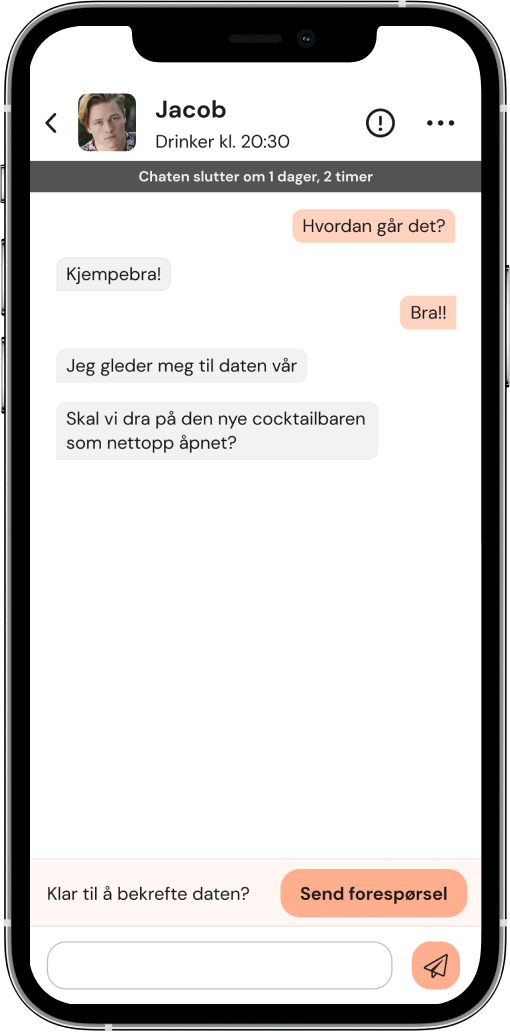 Jacob
Drinker kl. 20:30
Chaten slutter om 1 dager, 2 timer
Hvordan går det?
Kjempebra!
Bra!!
Jeg gleder meg til daten vår
Skal vi dra på den nye cocktailbaren
som nettopp åpnet?
Klar til å bekrefte daten?
Send forespørsel